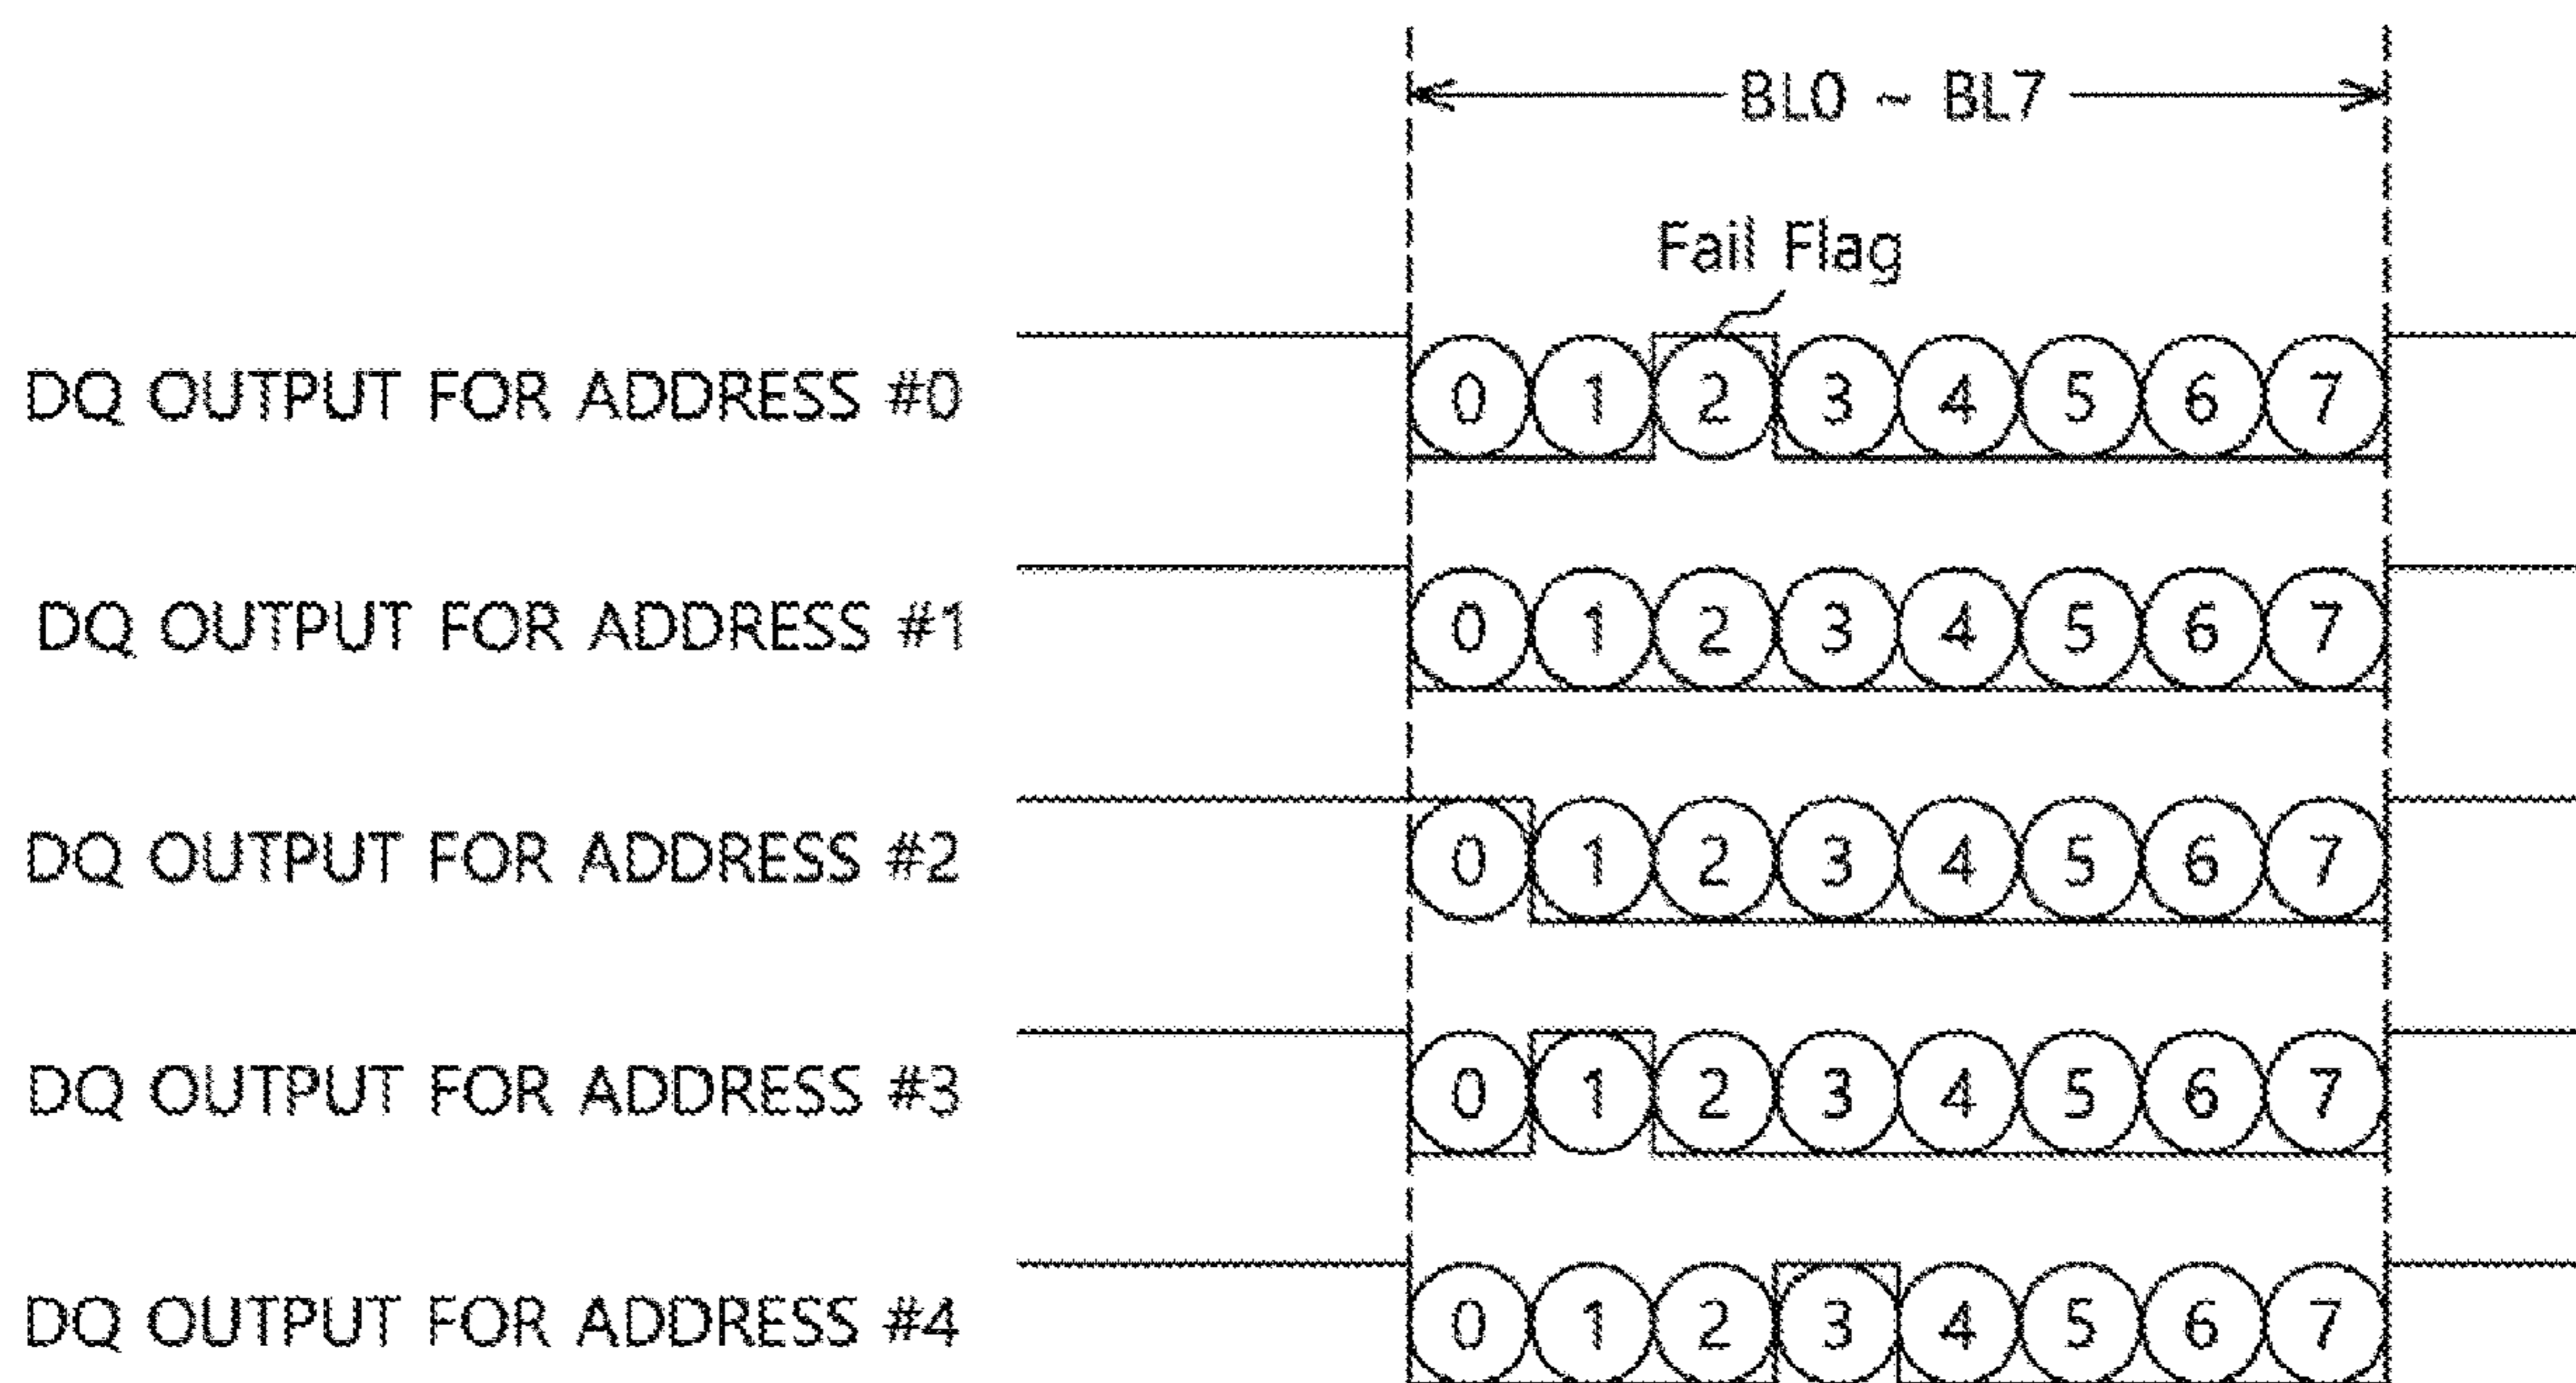 BL0 ~ BL7
Fail Flag
DQ OUTPUT FOR ADDRESS #0 0 1 2 3 4 5 6 7
DQ OUTPUT FOR ADDRESS #1 0 1 2 3 4 5 6 7
DQ OUTPUT FOR ADDRESS #2 0 1 2 3 4 5 6 7
DQ OUTPUT FOR ADDRESS #3 0 1 2 3 4 5 6 7
DQ OUTPUT FOR ADDRESS #4 0 1 2 3 4 5 6 7